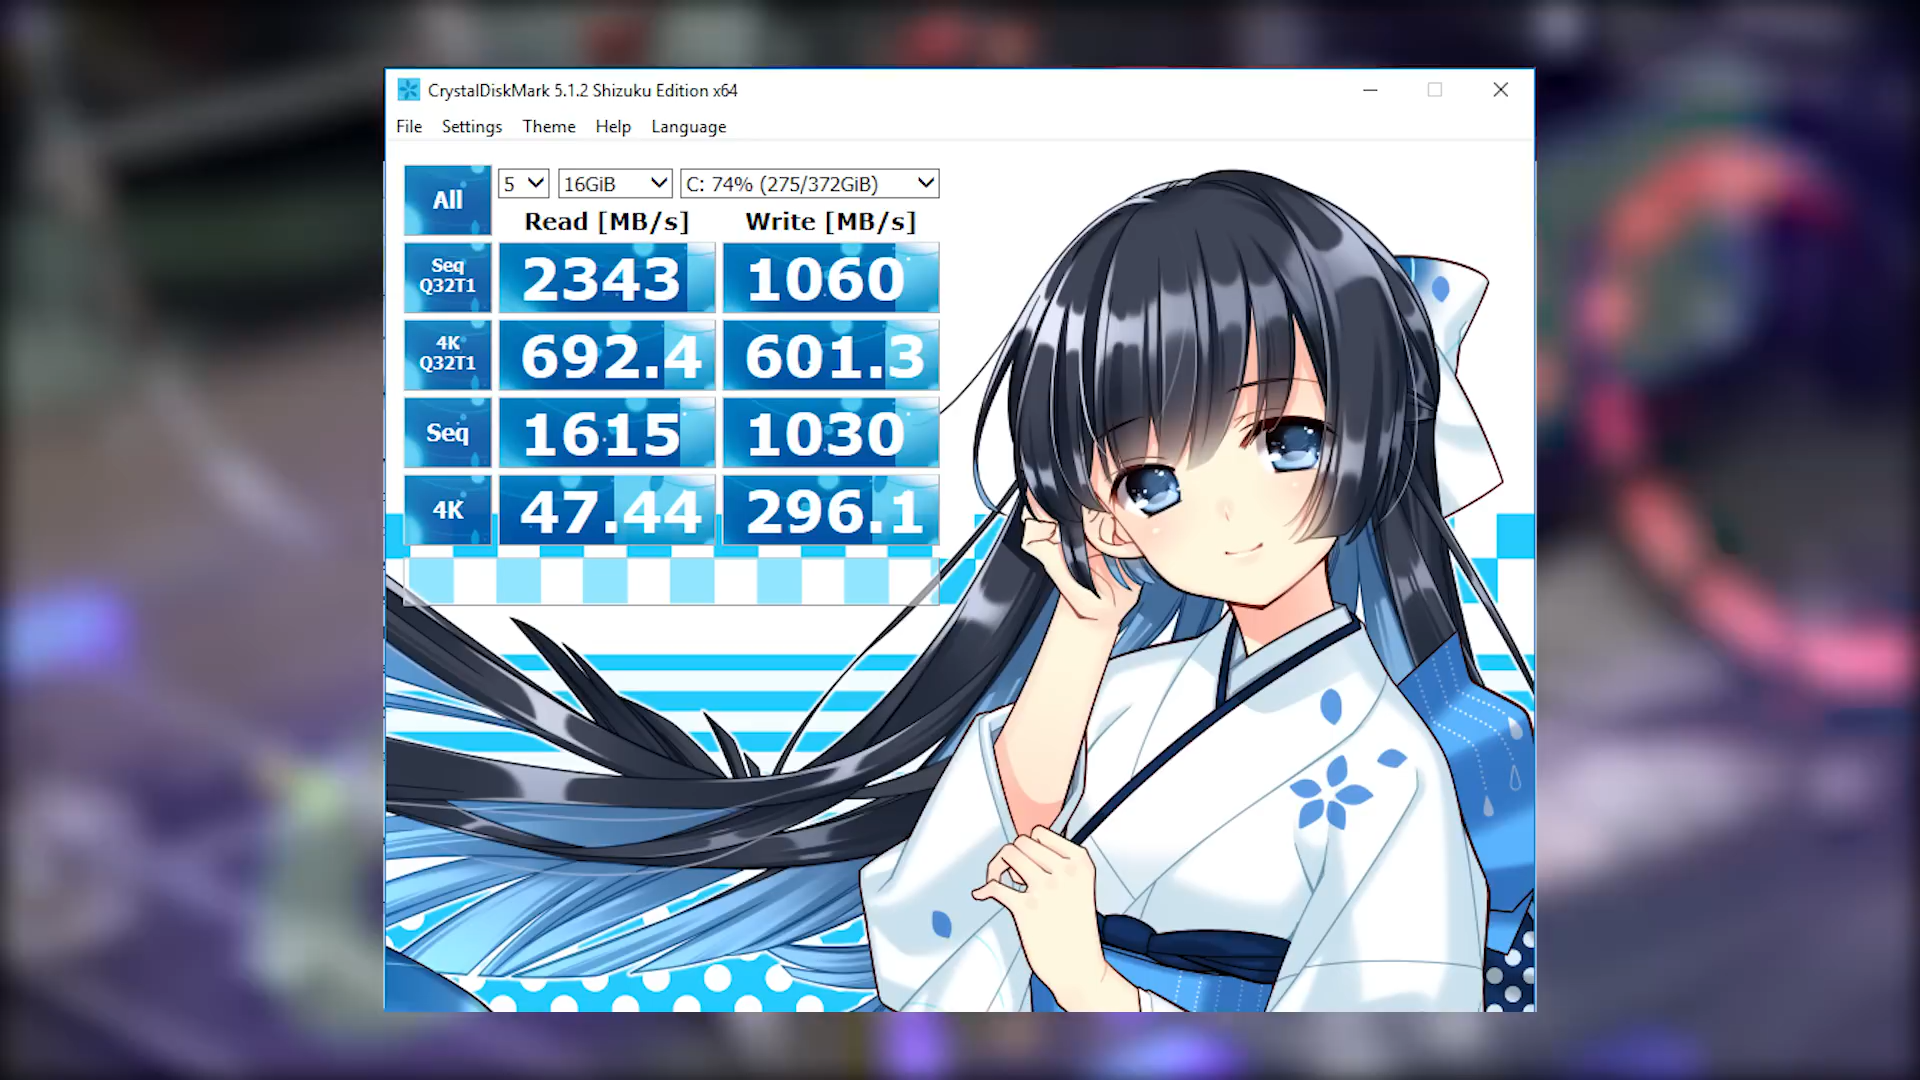 CrystalDiskMark 5.1.2 Shizuku Edition x64
File Settings Theme Help Language
All 5 16GiB C: 74% (275/372GiB)
Read [MB/s] Write [MB/s]
Seq Q32T1 2343 1060
4K Q32T1 692.4 601.3
Seq 1615 1030
4K 47.44 296.1